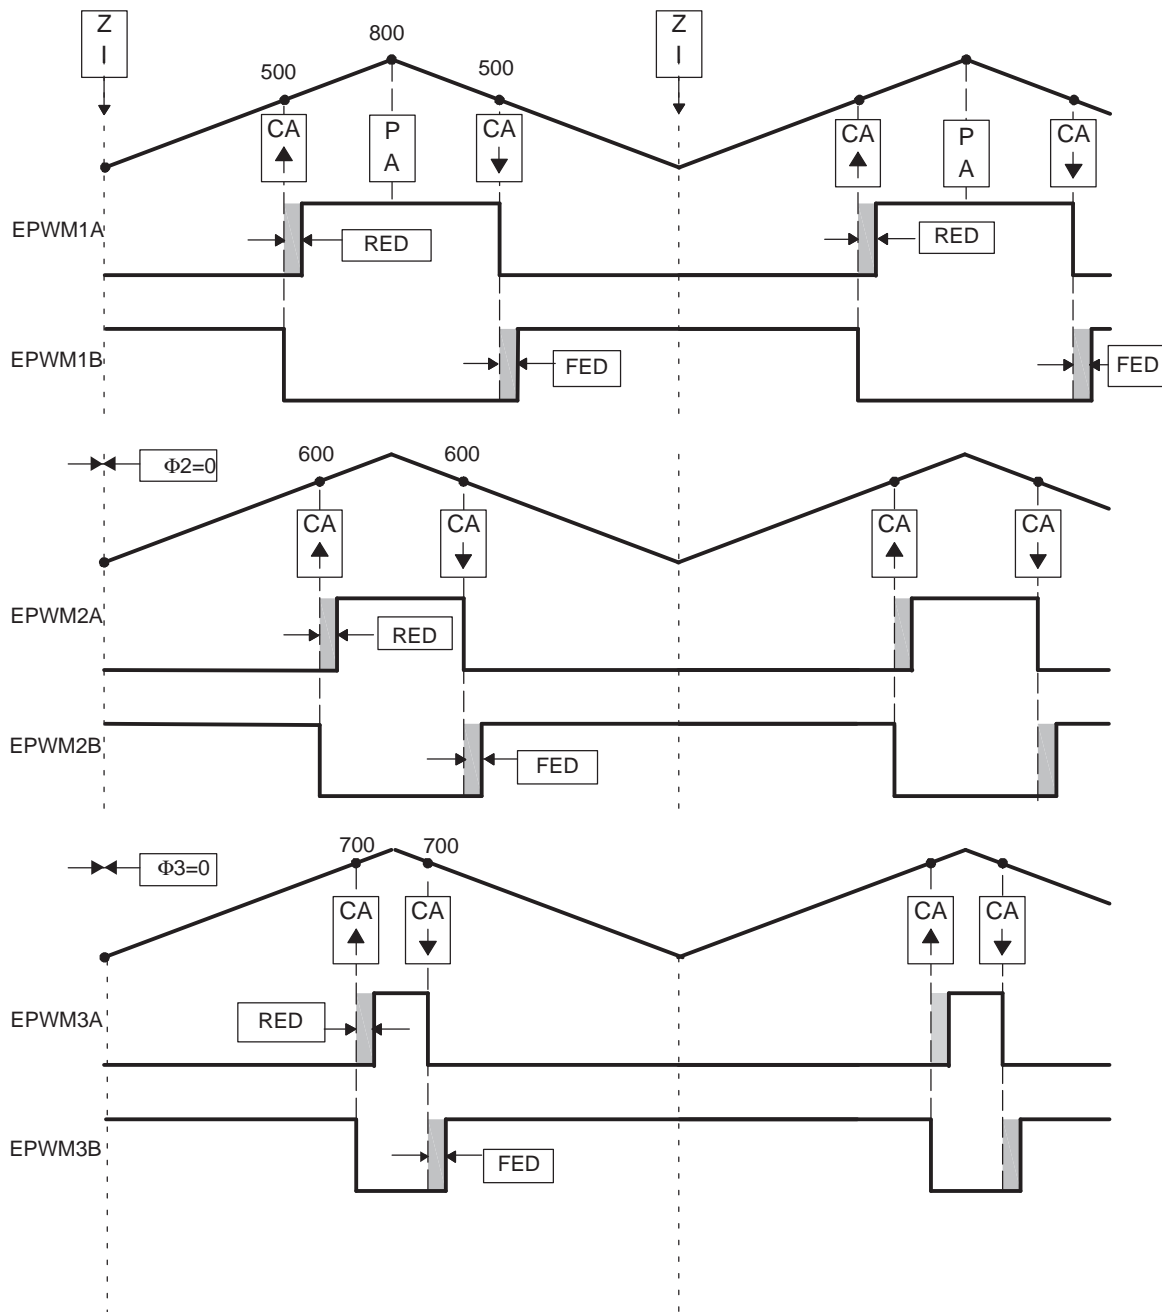 Z
I
Z
I
800
500
500
CA
P
A
CA
CA
P
A
CA
EPWM1A
RED
RED
EPWM1B
FED
FED
Φ2=0
600
600
CA
CA
CA
CA
EPWM2A
RED
EPWM2B
FED
700
700
Φ3=0
CA
CA
CA
CA
EPWM3A
RED
EPWM3B
FED